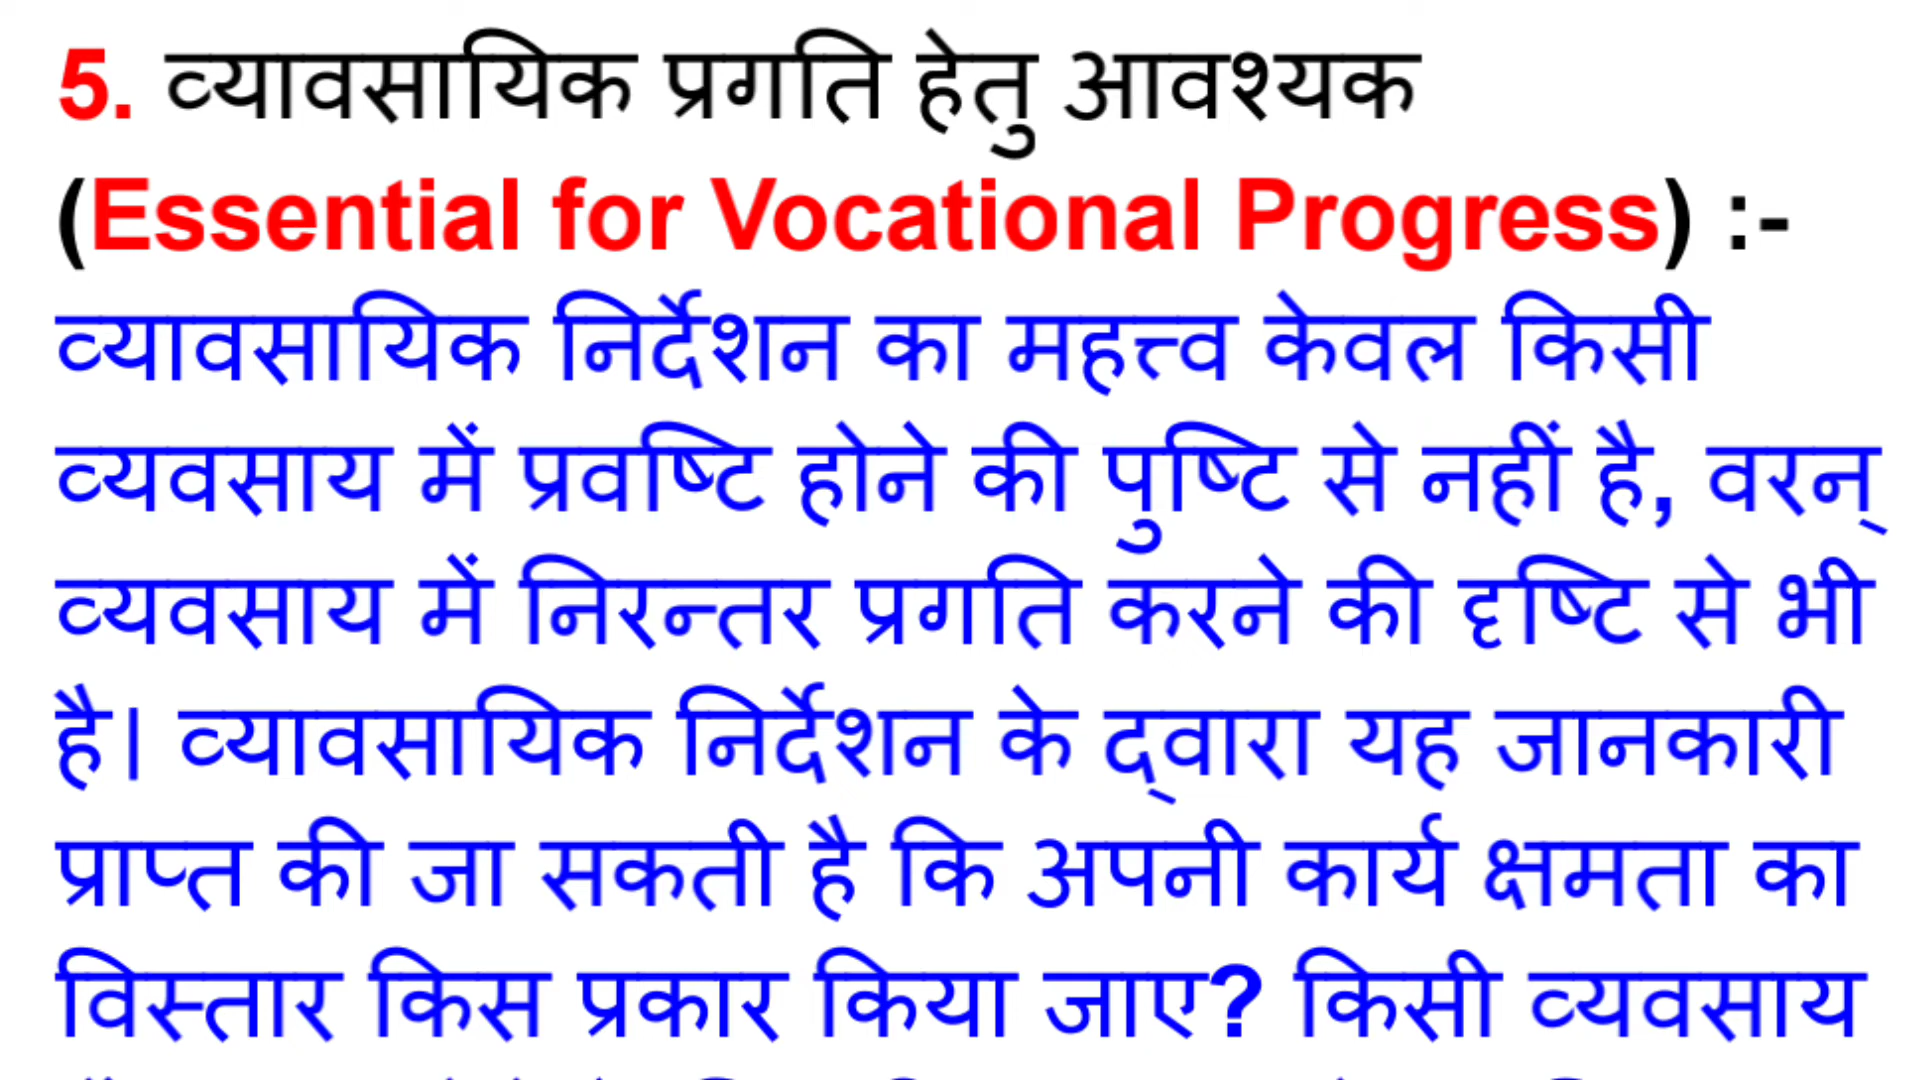 5. व्यावसायिक प्रगति हेतु आवश्यक
(Essential for Vocational Progress) :-
व्यावसायिक निर्देशन का महत्त्व केवल किसी
व्यवसाय में प्रवष्टि होने की पुष्टि से नहीं है, वरन्
व्यवसाय में निरन्तर प्रगति करने की दृष्टि से भी
है। व्यावसायिक निर्देशन के द्‌वारा यह जानकारी
प्राप्त की जा सकती है कि अपनी कार्य क्षमता का
विस्तार किस प्रकार किया जाए? किसी व्यवसाय